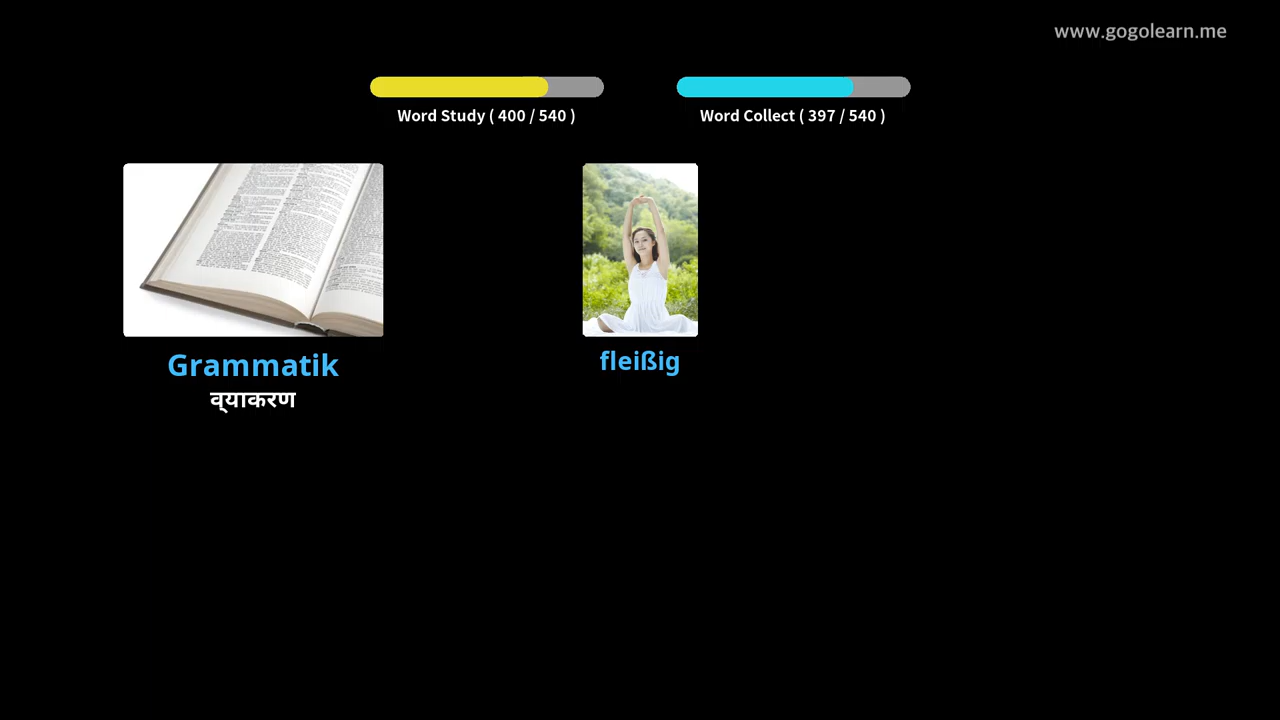 www.gogolearn.me
Word Study ( 400 / 540 )
Word Collect ( 397 / 540 )
Grammatik
व्याकरण
fleißig